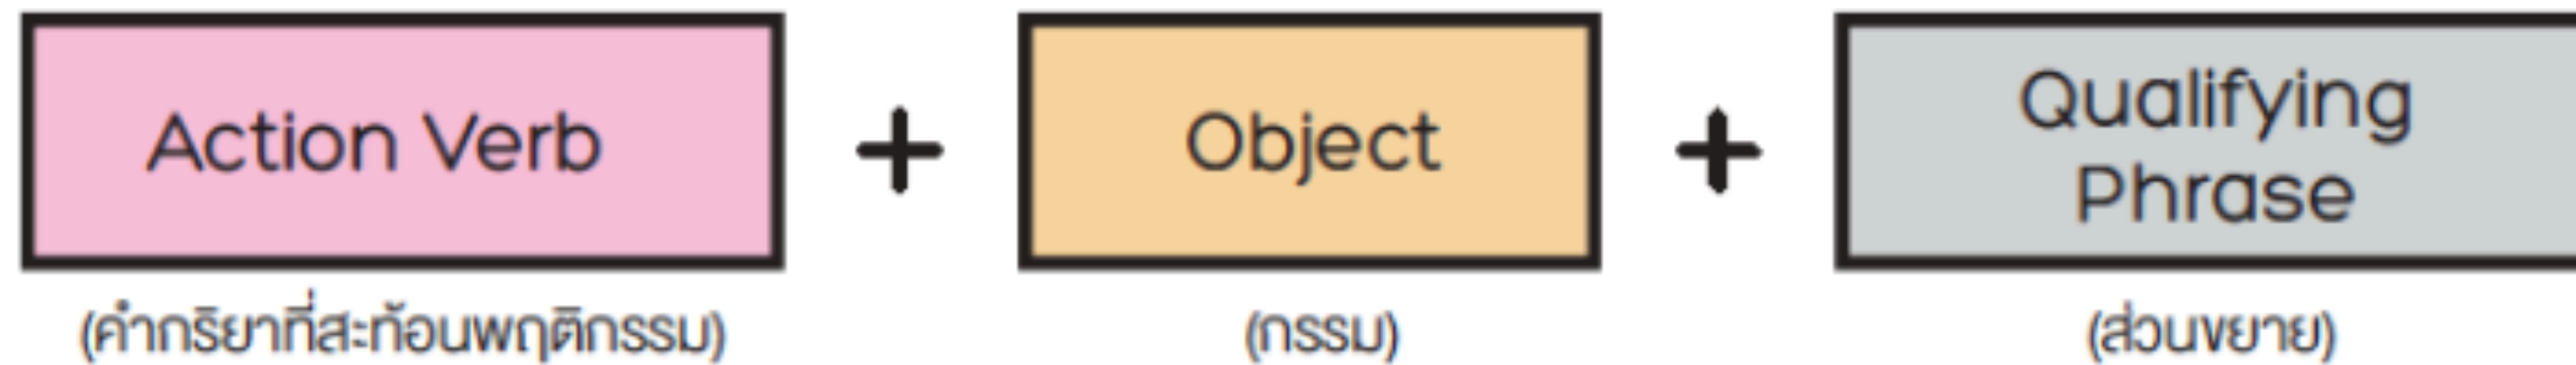 Action Verb + Object + Qualifying
Phrase
(คำกริยาที่สะท้อนพฤติกรรม) (กรรม) (ส่วนขยาย)